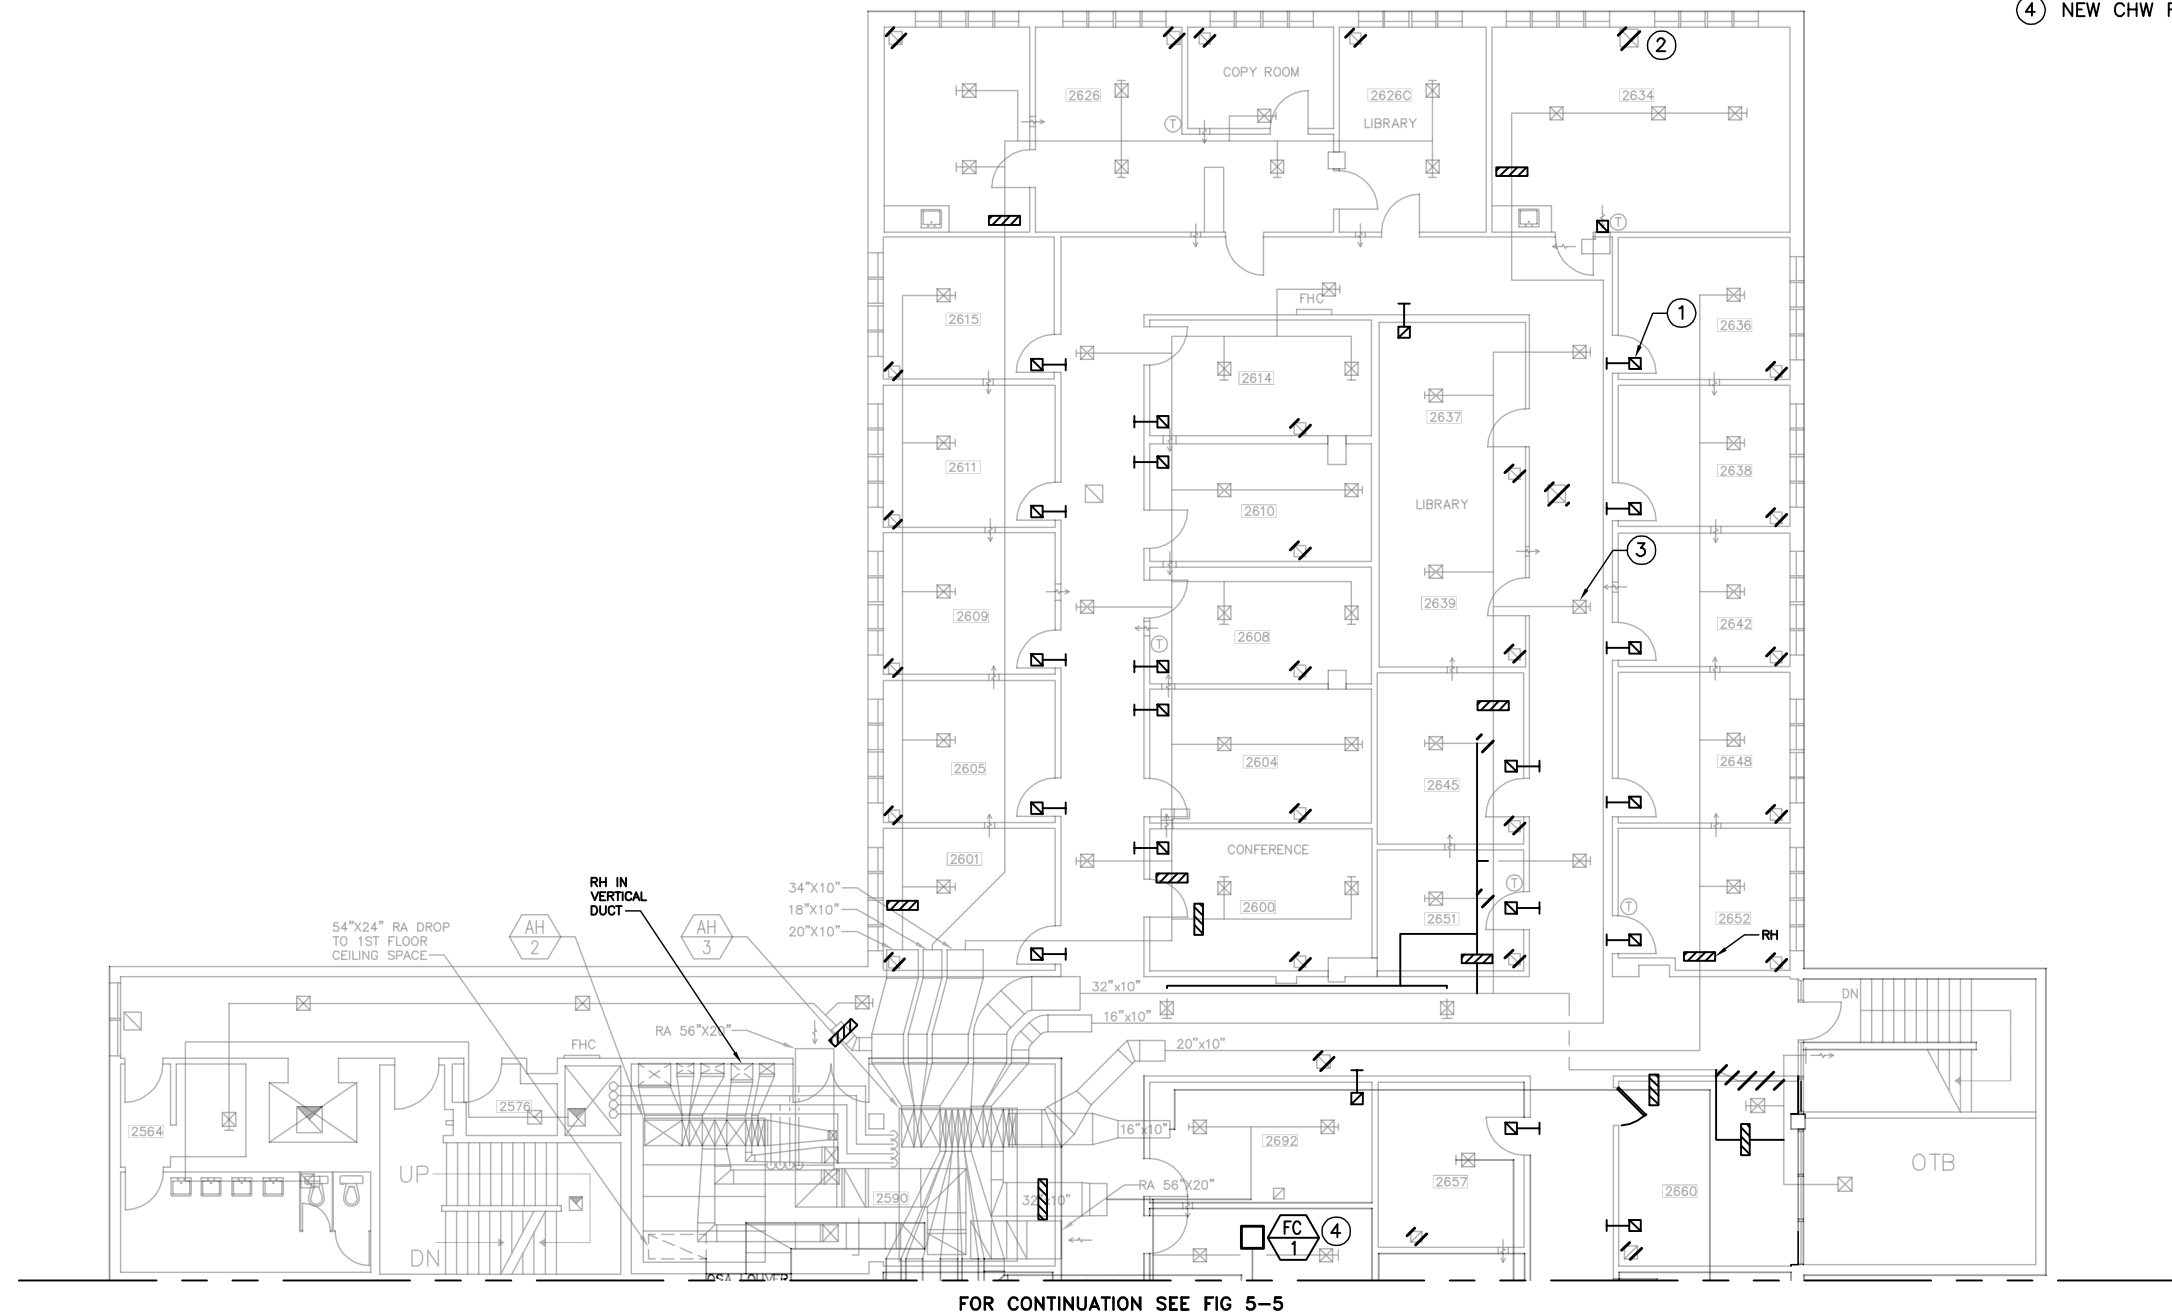 4 NEW CHW F
2
COPY ROOM
2626
2626C
2634
LIBRARY
T
T
FHC
1
2615
2636
2614
2637
2611
2638
LIBRARY
2610
3
2639
2609
2642
2608
T
2605
2604
2645
2648
CONFERENCE
2601
RH IN
VERTICAL
DUCT
34"X10"
18"X10"
20"X10"
T
2600
2651
T
2652
54"X24" RA DROP
TO 1ST FLOOR
CEILING SPACE
AH
2
AH
3
RH
32"x10"
DN
16"x10"
RA 56"X20"
FHC
20"x10"
2576
2564
16"x10"
2692
UP
2590
32"x10"
RA 56"X20"
2657
2660
OTB
DN
FC
1
4
OSA LOUVER
FOR CONTINUATION SEE FIG 5-5